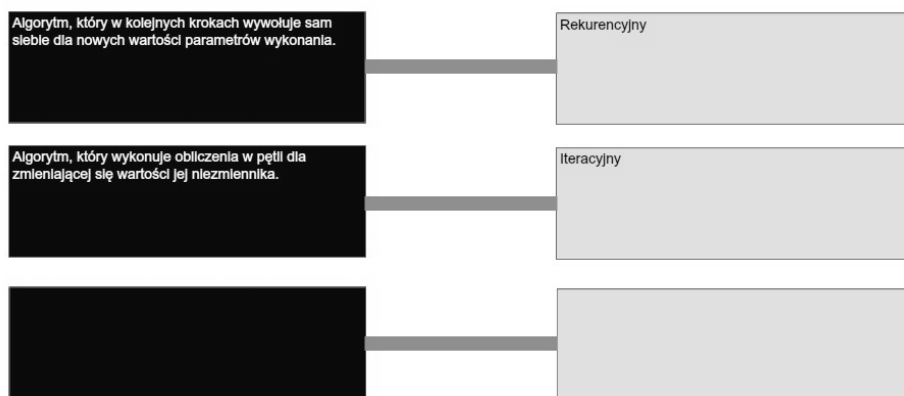 Algorytm, który w kolejnych krokach wywołuje sam
siebie dla nowych wartości parametrów wykonania.
Rekurencyjny
Algorytm, który wykonuje obliczenia w pętli dla
zmieniającej się wartości jej niezmiennika.
Iteracyjny